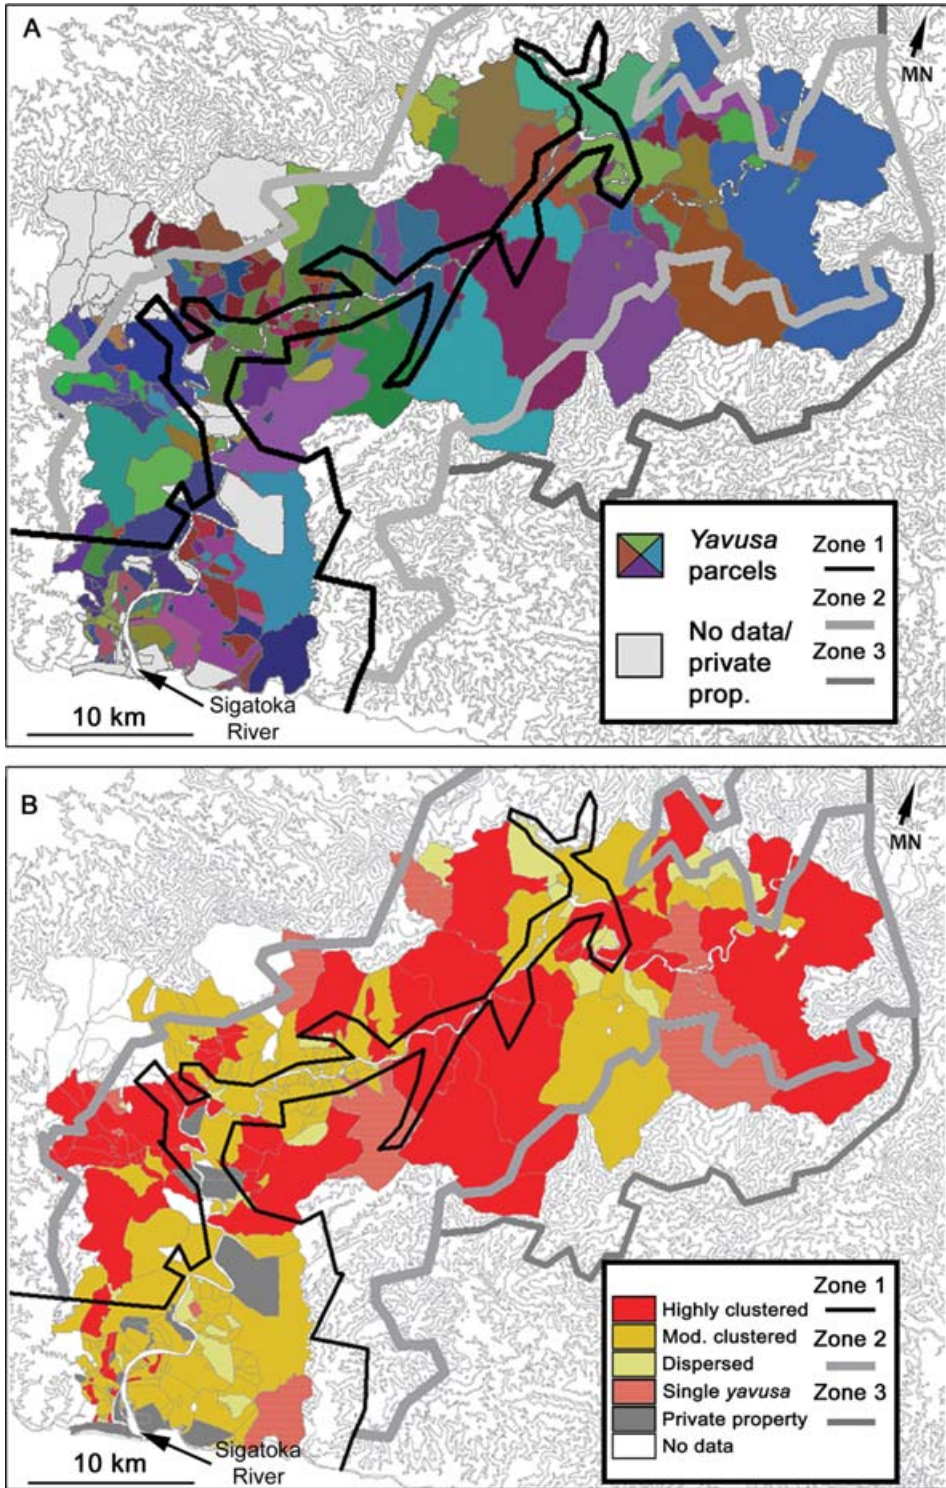 A
MN
Yavusa
parcels
No data/
private
prop.
Zone 1
Zone 2
Zone 3
10 km
Sigatoka
River
B
MN
Highly clustered
Mod. clustered
Dispersed
Single yavusa
Private property
No data
Zone 1
Zone 2
Zone 3
10 km
Sigatoka
River